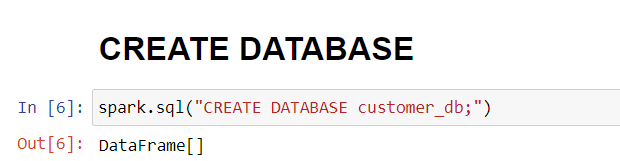 CREATE DATABASE
In [6]: spark.sql("CREATE DATABASE customer_db;")
Out[6]: DataFrame[]